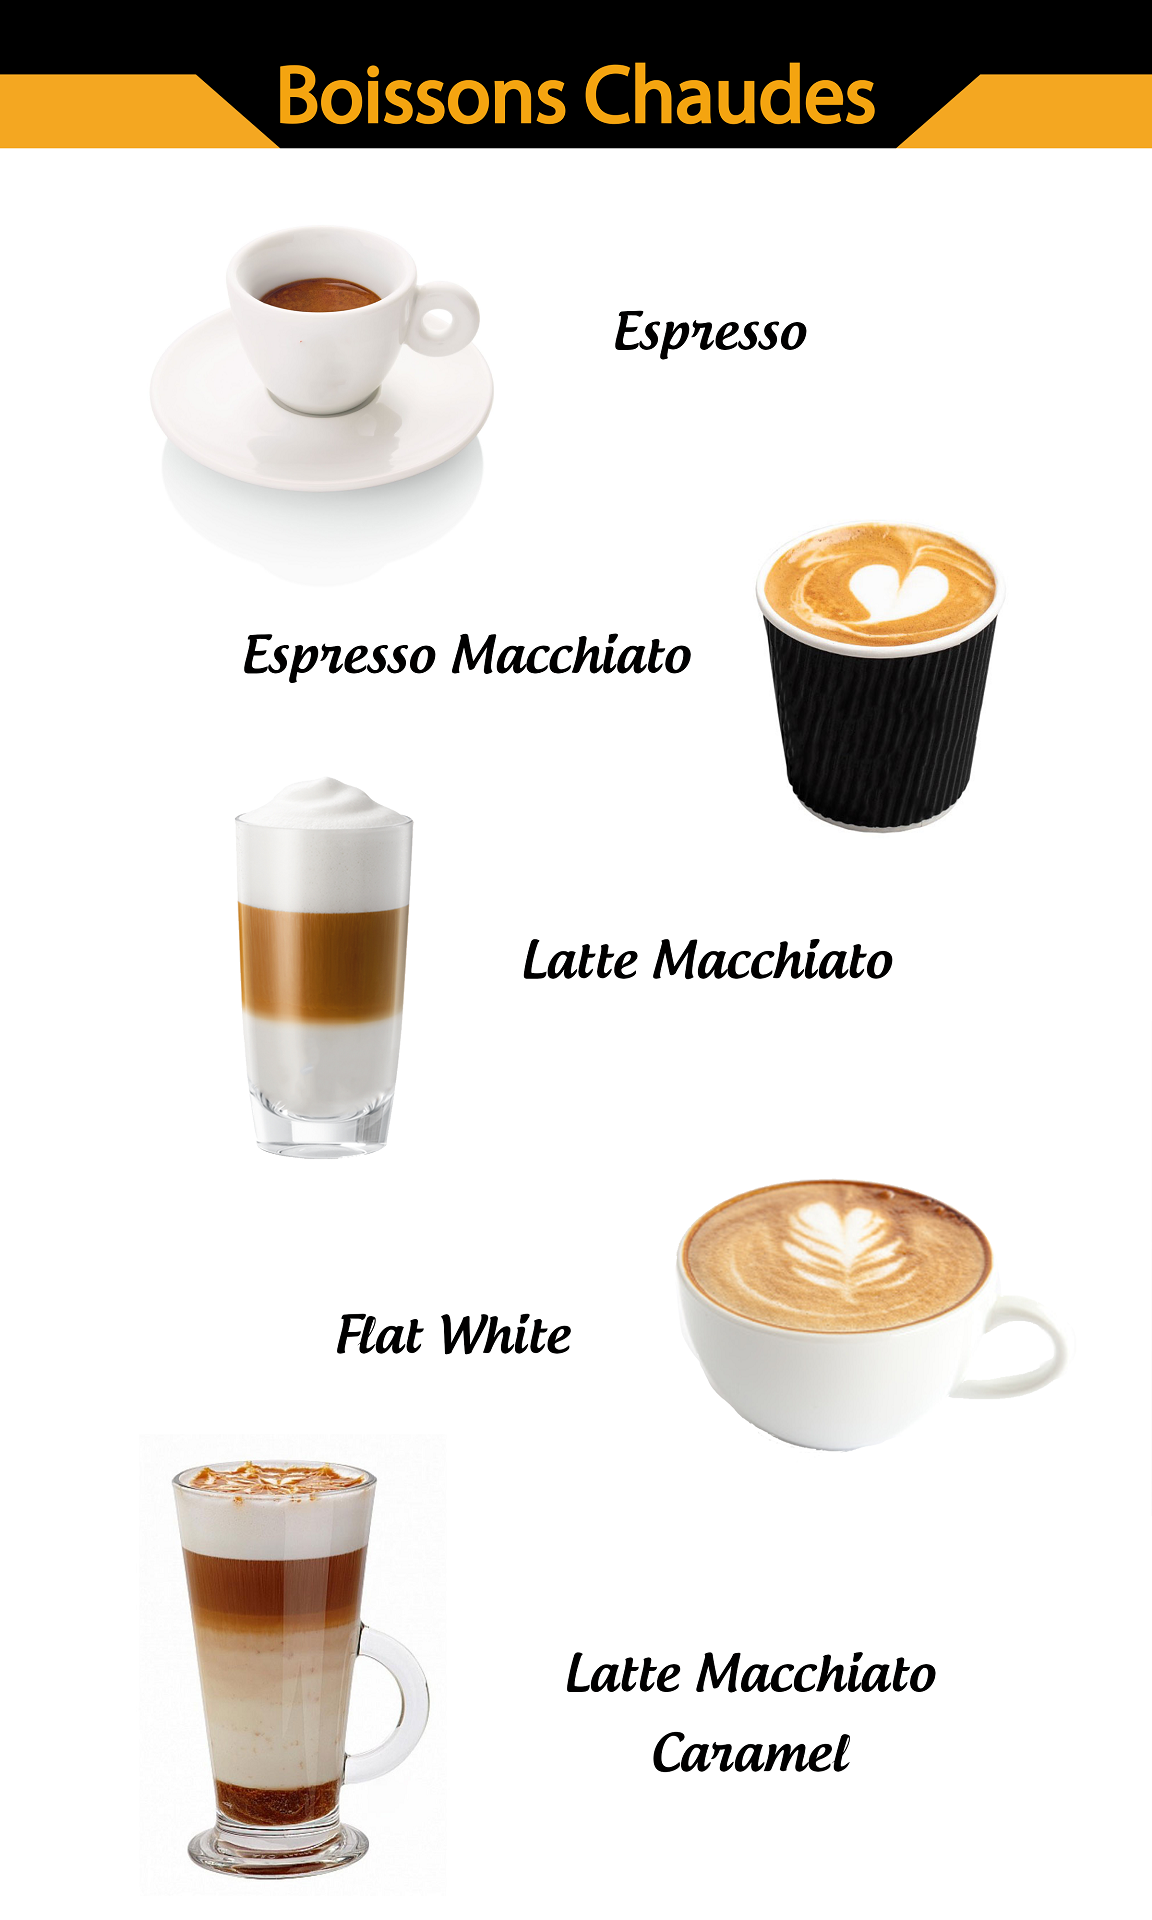 Boissons Chaudes
Espresso
Espresso Macchiato
Latte Macchiato
Flat White
Latte Macchiato
Caramel